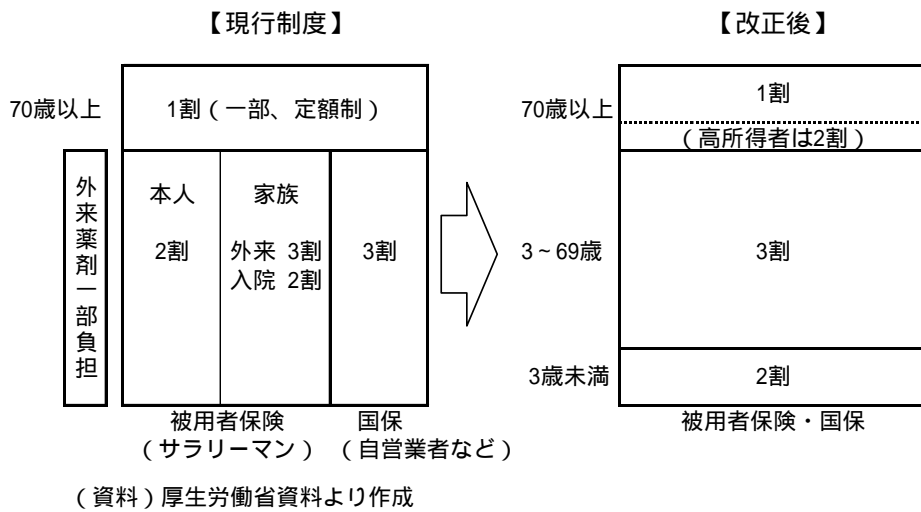 【現行制度】
【改正後】
70歳以上
1割（一部、定額制）
外来薬剤一部負担
本人
2割
家族
外来 3割
入院 2割
3割
被用者保険
（サラリーマン）
国保
（自営業者など）
70歳以上
1割
（高所得者は2割）
3～69歳
3割
3歳未満
2割
被用者保険・国保
（資料）厚生労働省資料より作成